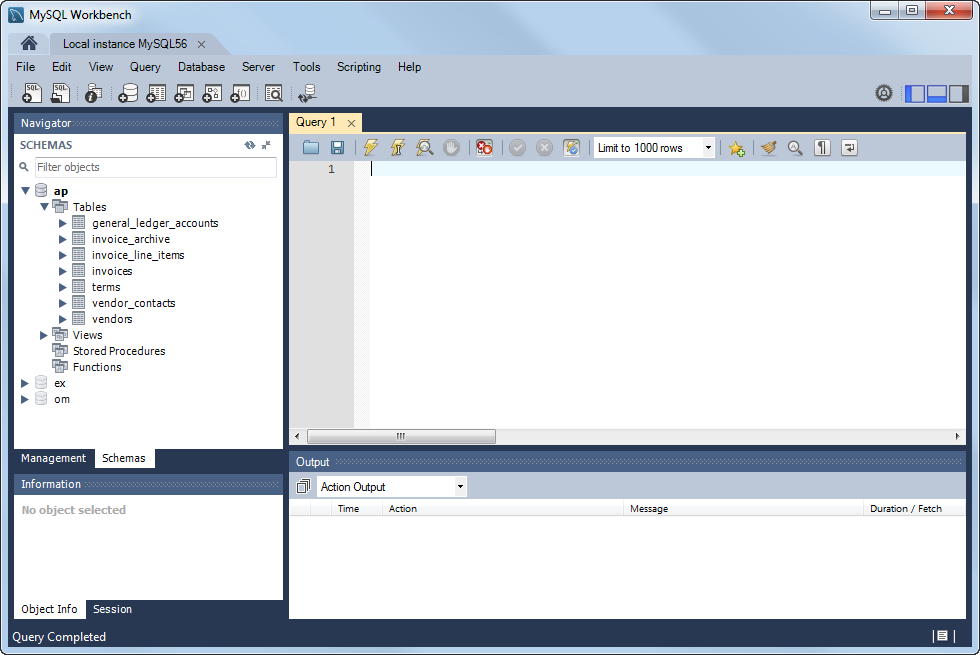 MySQL Workbench
Local instance MySQL56
File Edit View Query Database Server Tools Scripting Help
SQL SQL
Navigator
SCHEMAS
Filter objects
ap
Tables
general_ledger_accounts
invoice_archive
invoice_line_items
invoices
terms
vendor_contacts
vendors
Views
Stored Procedures
Functions
ex
om
Management Schemas
Information
No object selected
Object Info Session
Query 1
Limit to 1000 rows
1
Output
Action Output
Time Action Message Duration / Fetch
Query Completed